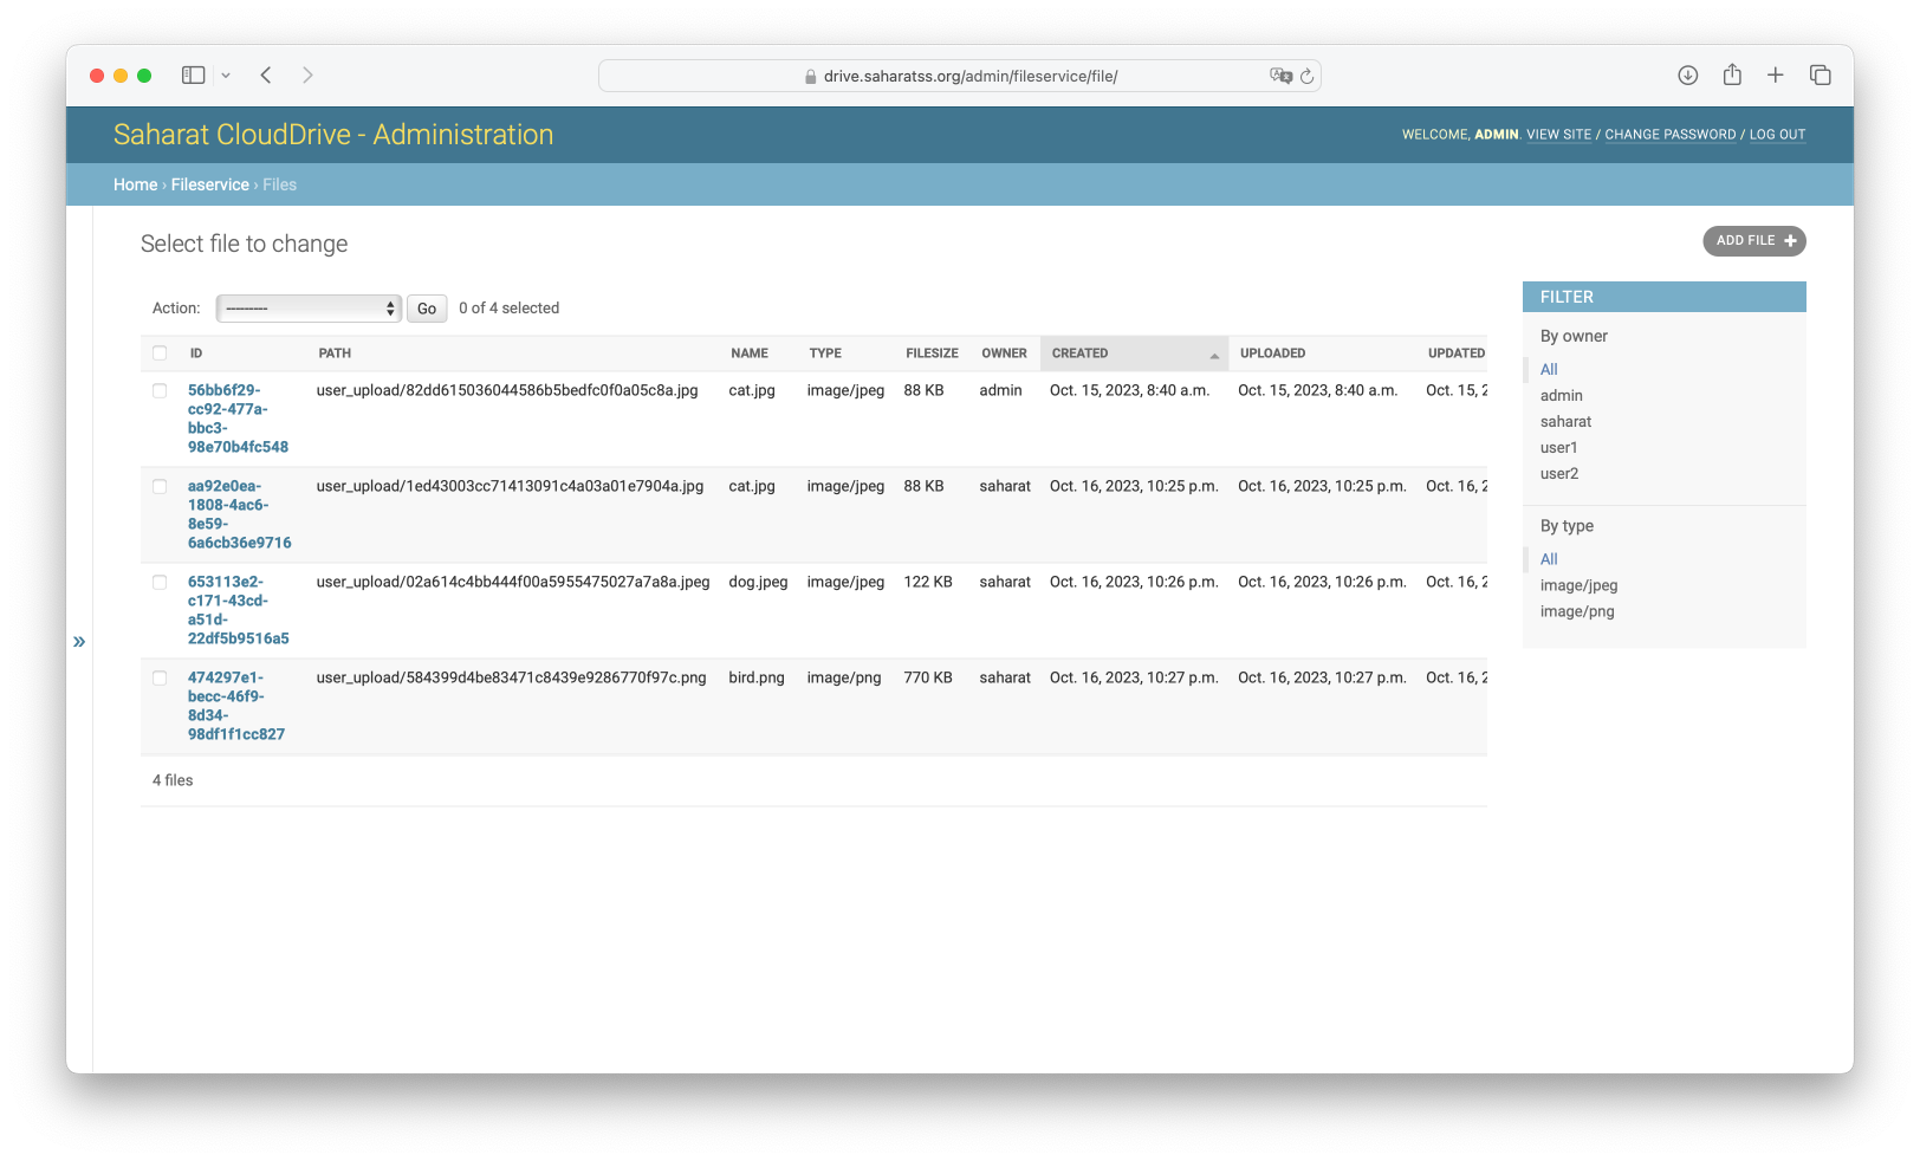 drive.saharatss.org/admin/fileservice/file/
Saharat CloudDrive - Administration
WELCOME, ADMIN. VIEW SITE / CHANGE PASSWORD / LOG OUT
Home › Fileservice › Files
Select file to change
ADD FILE +
Action: --------- Go 0 of 4 selected
ID PATH NAME TYPE FILESIZE OWNER CREATED UPLOADED UPDATED
56bb6f29-cc92-477a-bbc3-98e70b4fc548 user_upload/82dd615036044586b5bedfc0f0a05c8a.jpg cat.jpg image/jpeg 88 KB admin Oct. 15, 2023, 8:40 a.m. Oct. 15, 2023, 8:40 a.m. Oct. 15, 2
aa92e0ea-1808-4ac6-8e59-6a6cb36e9716 user_upload/1ed43003cc71413091c4a03a01e7904a.jpg cat.jpg image/jpeg 88 KB saharat Oct. 16, 2023, 10:25 p.m. Oct. 16, 2023, 10:25 p.m. Oct. 16, 2
653113e2-c171-43cd-a51d-22df5b9516a5 user_upload/02a614c4bb444f00a5955475027a7a8a.jpeg dog.jpeg image/jpeg 122 KB saharat Oct. 16, 2023, 10:26 p.m. Oct. 16, 2023, 10:26 p.m. Oct. 16, 2
474297e1-becc-46f9-8d34-98df1f1cc827 user_upload/584399d4be83471c8439e9286770f97c.png bird.png image/png 770 KB saharat Oct. 16, 2023, 10:27 p.m. Oct. 16, 2023, 10:27 p.m. Oct. 16, 2
4 files
FILTER
By owner
All
admin
saharat
user1
user2
By type
All
image/jpeg
image/png
»